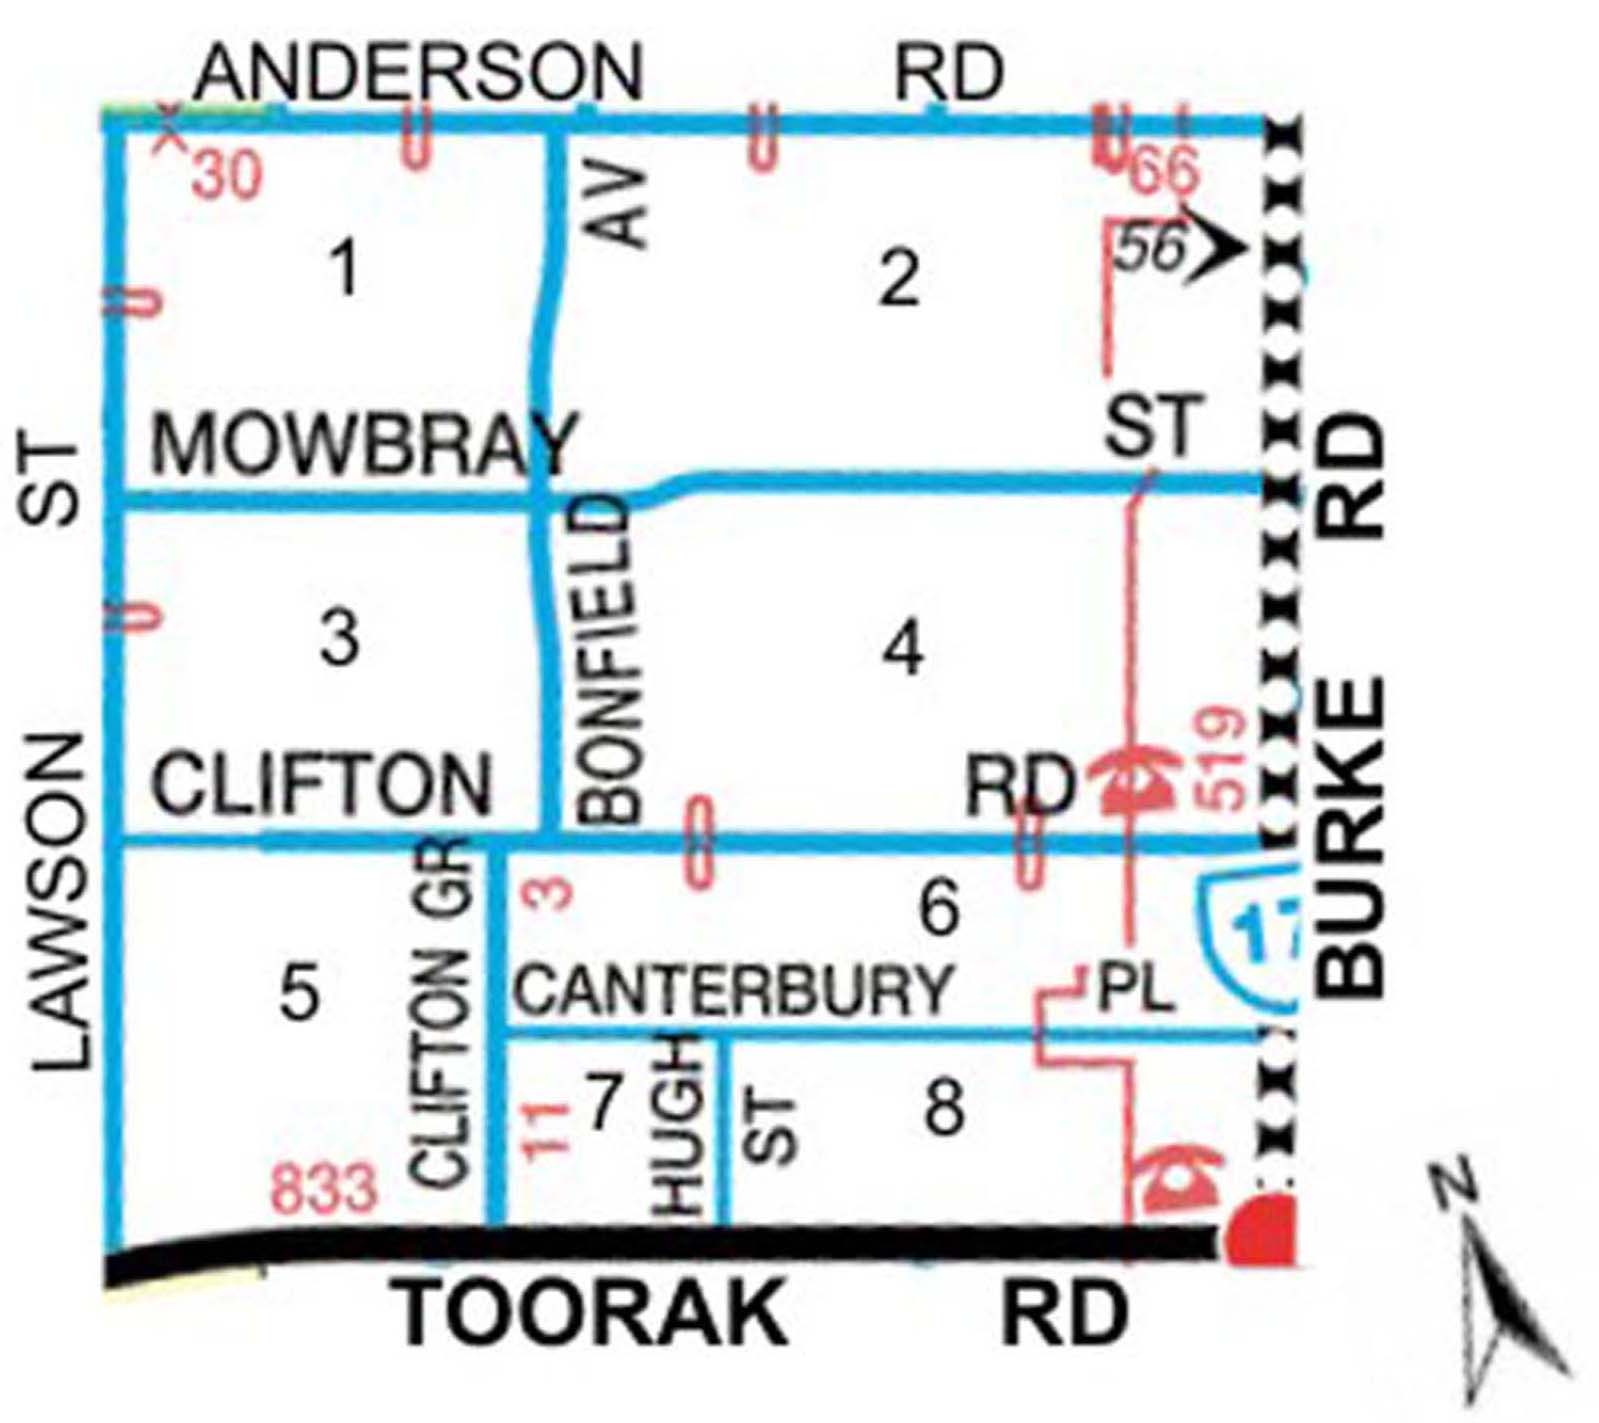 ANDERSON RD
30
66
AV
1
2
56
MOWBRAY ST
ST
LAWSON
BURKE RD
3
BONFIELD
4
519
CLIFTON RD
CLIFTON GR
3
6
17
5
CANTERBURY PL
11
7
HUGH
ST
8
833
TOORAK RD
N